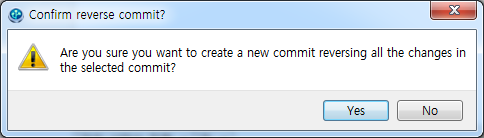 Confirm reverse commit?
Are you sure you want to create a new commit reversing all the changes in
the selected commit?
Yes No